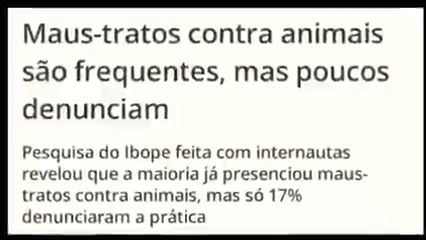 Maus-tratos contra animais
são frequentes, mas poucos
denunciam
Pesquisa do Ibope feita com internautas
revelou que a maioria já presenciou maus-
tratos contra animais, mas só 17%
denunciaram a prática